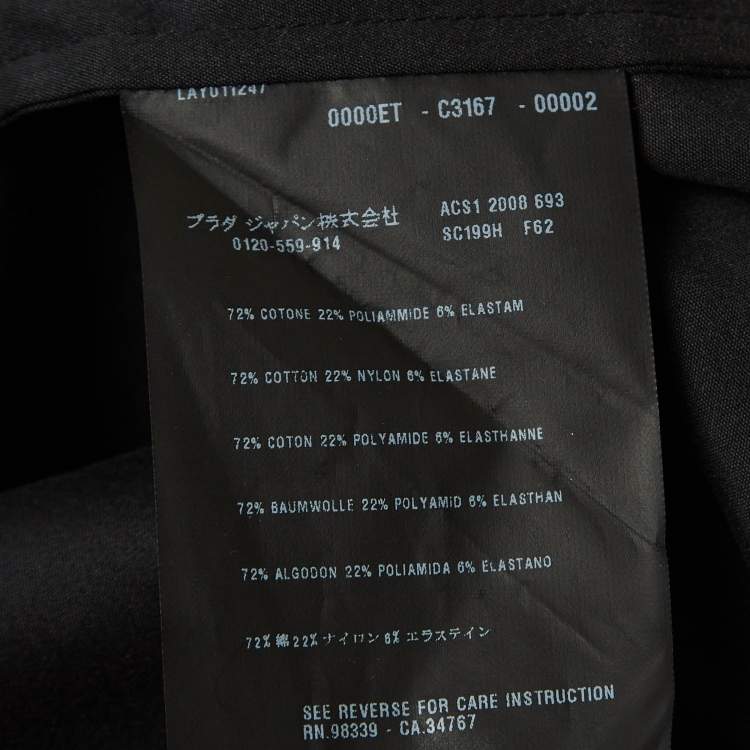 LAY011247
0000ET - C3167 - 00002
プラダ ジャパン株式会社
0120-559-914
ACS1 2008 693
SC199H F62
72% COTONE 22% POLIAMMIDE 6% ELASTAM
72% COTTON 22% NYLON 6% ELASTANE
72% COTON 22% POLYAMIDE 6% ELASTHANNE
72% BAUMWOLLE 22% POLYAMID 6% ELASTHAN
72% ALGODON 22% POLIAMIDA 6% ELASTANO
72% 綿 22% ナイロン 6% エラステイン
SEE REVERSE FOR CARE INSTRUCTION
RN.98339 - CA.34767